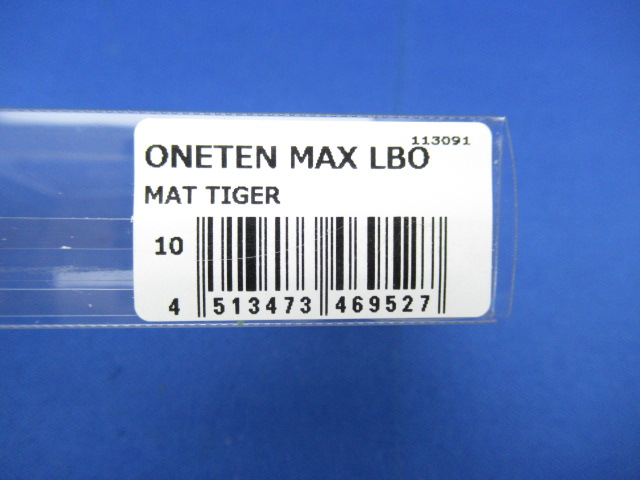 113091
ONETEN MAX LBO
MAT TIGER
10
4 513473 469527